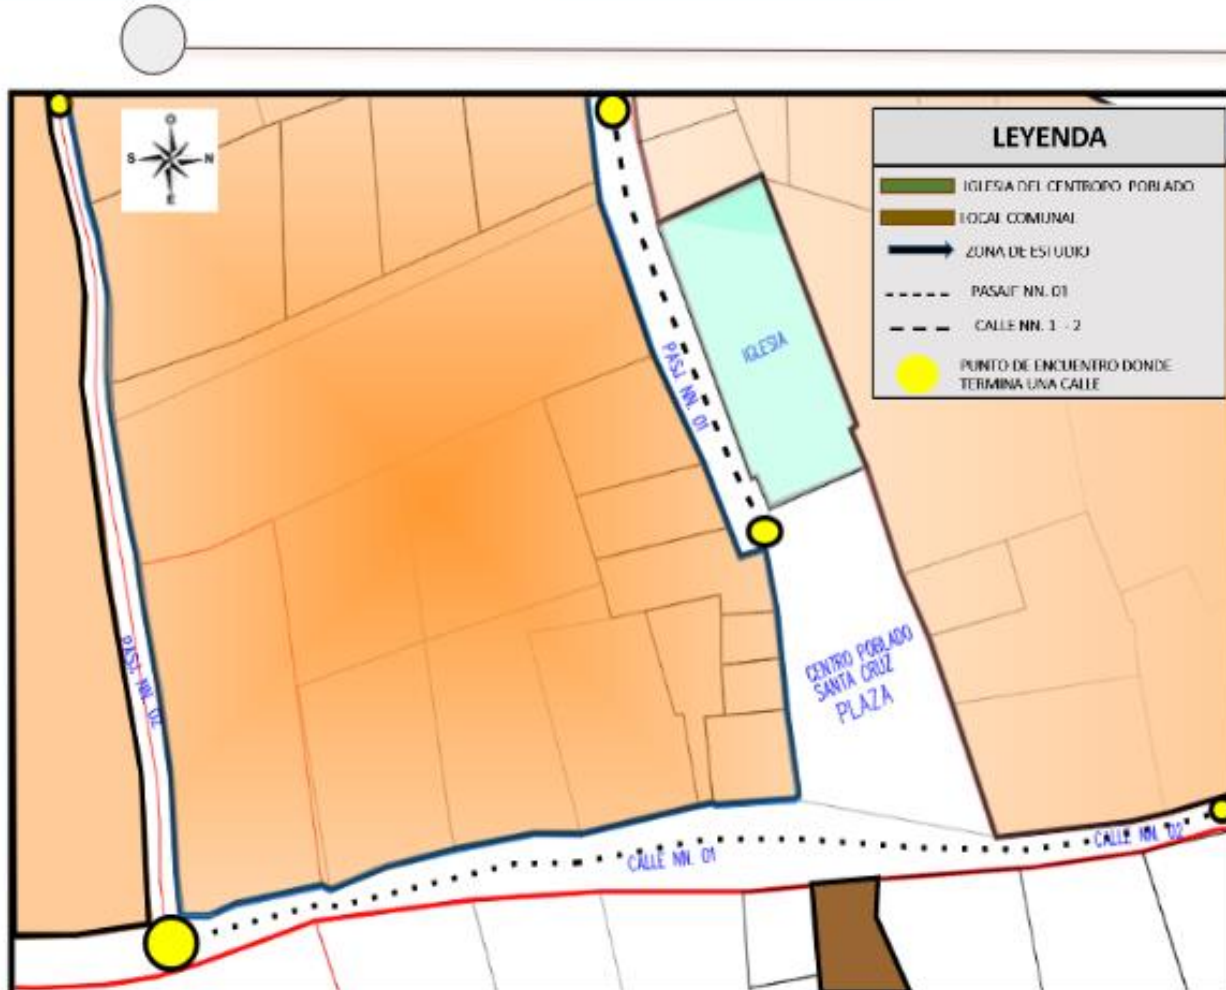 O
S N
E
LEYENDA
IGLESIA DEL CENTROPO POBLADO
LOCAL COMUNAL
ZONA DE ESTUDIO
PASAJE NN. 01
CALLE NN. 1 - 2
PUNTO DE ENCUENTRO DONDE
TERMINA UNA CALLE
IGLESIA
PASJ. NN. 01
PASJ. NN. 02
CENTRO POBLADO
SANTA CRUZ
PLAZA
CALLE NN. 01
CALLE NN. 02